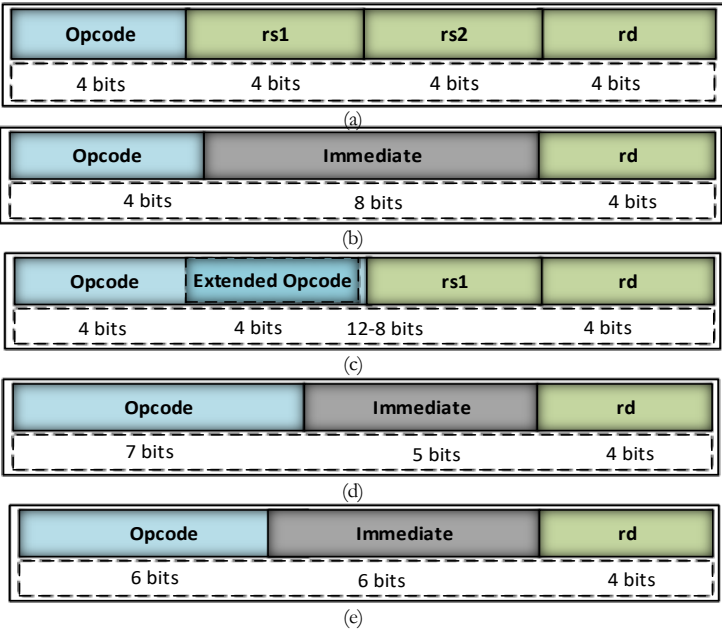 Opcode rs1 rs2 rd
4 bits 4 bits 4 bits 4 bits
(a)
Opcode Immediate rd
4 bits 8 bits 4 bits
(b)
Opcode Extended Opcode rs1 rd
4 bits 4 bits 12-8 bits 4 bits
(c)
Opcode Immediate rd
7 bits 5 bits 4 bits
(d)
Opcode Immediate rd
6 bits 6 bits 4 bits
(e)